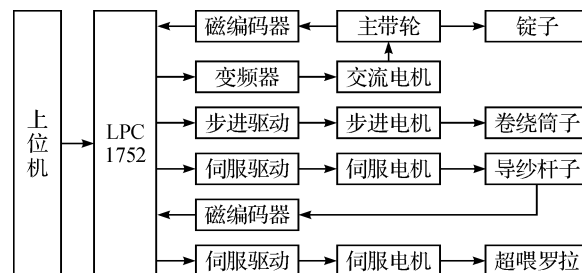 上位机
LPC
1752
磁编码器
主带轮
锭子
变频器
交流电机
步进驱动
步进电机
卷绕筒子
伺服驱动
伺服电机
导纱杆子
磁编码器
伺服驱动
伺服电机
超喂罗拉